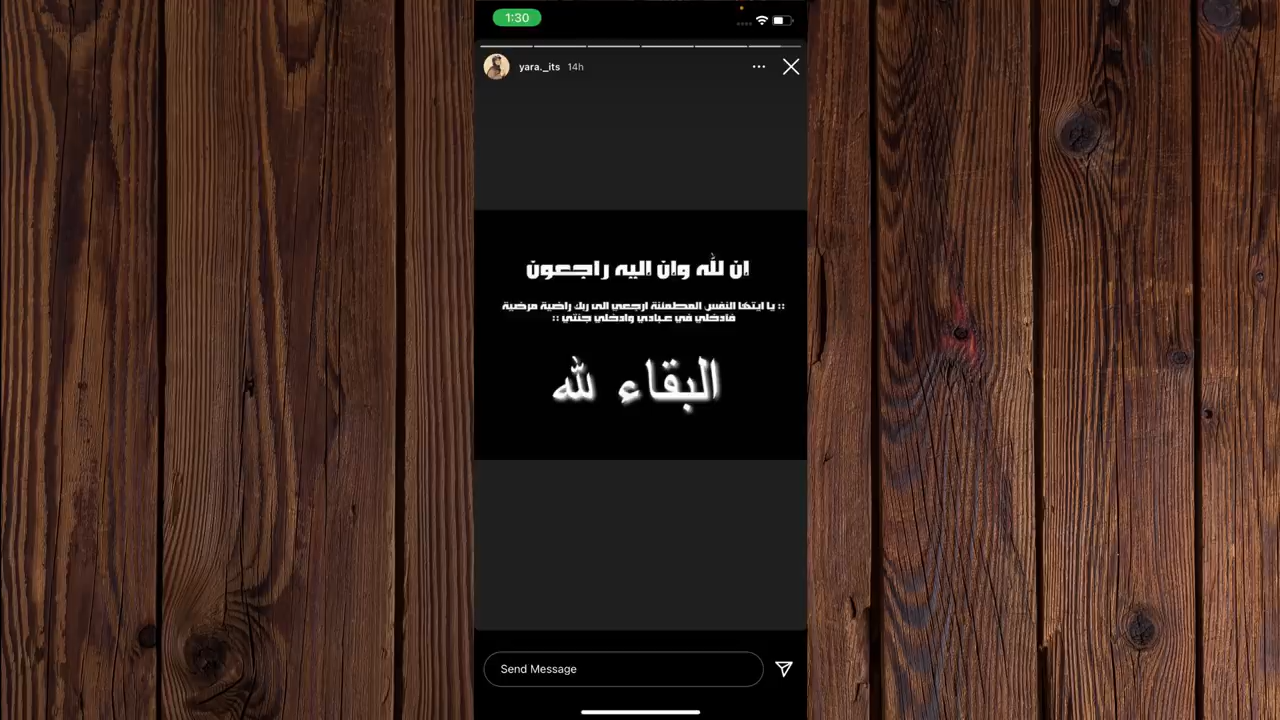 1:30
yara._its 14h
ان لله وان اليه راجعون
:: يا ايتها النفس المطمئنة ارجعي الى ربك راضية مرضية
فادخلي في عبادي وادخلي جنتي ::
البقاء لله
Send Message